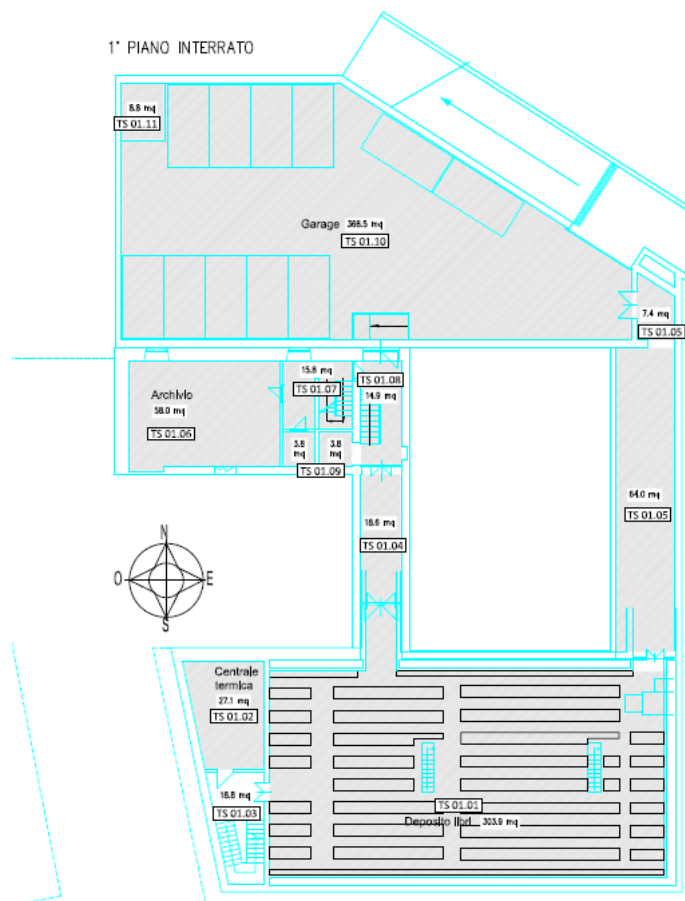 1° PIANO INTERRATO
8.8 mq
TS 01.11
Garage 368.5 mq
TS 01.10
7.4 mq
TS 01.05
15.8 mq
TS 01.07
TS 01.08
14.9 mq
Archivio
58.0 mq
TS 01.06
3.8 mq
3.8 mq
TS 01.09
64.0 mq
TS 01.05
18.6 mq
TS 01.04
N
O
E
S
Centrale
termica
27.1 mq
TS 01.02
18.8 mq
TS 01.03
TS 01.01
Deposito libri 303.9 mq